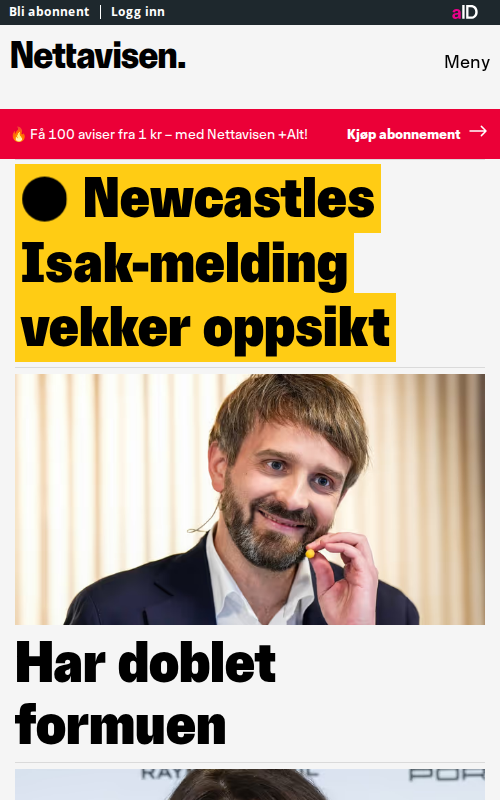 Bli abonnent | Logg inn
aID
Nettavisen.
Meny
🔥 Få 100 aviser fra 1 kr – med Nettavisen +Alt!
Kjøp abonnement →
Newcastles
Isak-melding
vekker oppsikt
Har doblet
formuen